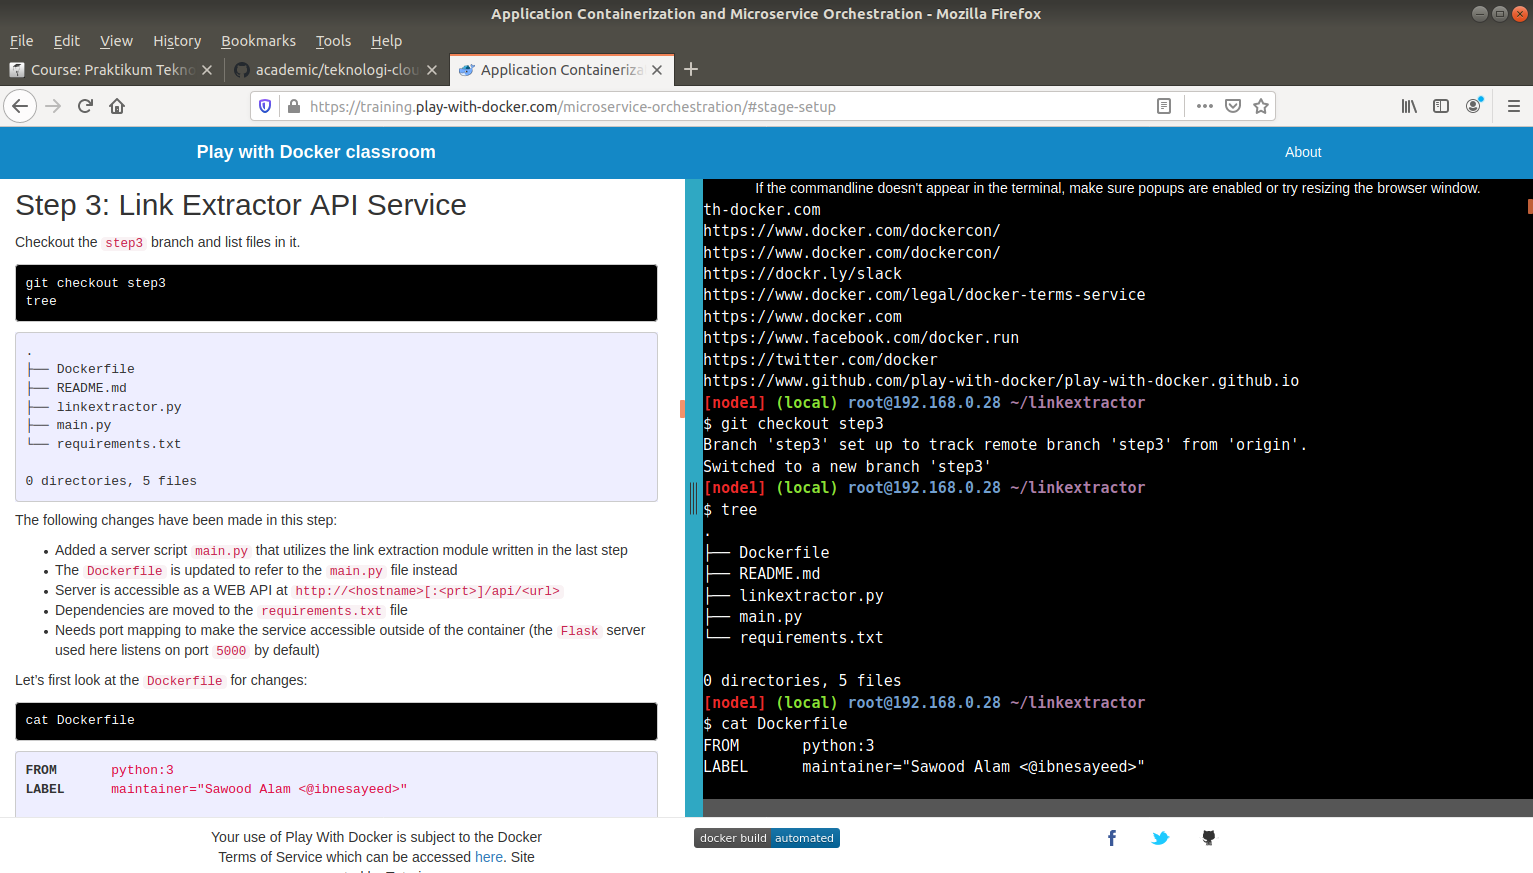 Application Containerization and Microservice Orchestration - Mozilla Firefox
File Edit View History Bookmarks Tools Help
Course: Praktikum Tekno
academic/teknologi-clou
Application Containeriza
https://training.play-with-docker.com/microservice-orchestration/#stage-setup
Play with Docker classroom
About
Step 3: Link Extractor API Service
Checkout the step3 branch and list files in it.
git checkout step3
tree
.
├── Dockerfile
├── README.md
├── linkextractor.py
├── main.py
└── requirements.txt
0 directories, 5 files
The following changes have been made in this step:
• Added a server script main.py that utilizes the link extraction module written in the last step
• The Dockerfile is updated to refer to the main.py file instead
• Server is accessible as a WEB API at http://<hostname>[:<prt>]/api/<url>
• Dependencies are moved to the requirements.txt file
• Needs port mapping to make the service accessible outside of the container (the Flask server
used here listens on port 5000 by default)
Let's first look at the Dockerfile for changes:
cat Dockerfile
FROM python:3
LABEL maintainer="Sawood Alam <@ibnesayeed>"
If the commandline doesn't appear in the terminal, make sure popups are enabled or try resizing the browser window.
th-docker.com
https://www.docker.com/dockercon/
https://www.docker.com/dockercon/
https://dockr.ly/slack
https://www.docker.com/legal/docker-terms-service
https://www.docker.com
https://www.facebook.com/docker.run
https://twitter.com/docker
https://www.github.com/play-with-docker/play-with-docker.github.io
[node1] (local) root@192.168.0.28 ~/linkextractor
$ git checkout step3
Branch 'step3' set up to track remote branch 'step3' from 'origin'.
Switched to a new branch 'step3'
[node1] (local) root@192.168.0.28 ~/linkextractor
$ tree
.
├── Dockerfile
├── README.md
├── linkextractor.py
├── main.py
└── requirements.txt
0 directories, 5 files
[node1] (local) root@192.168.0.28 ~/linkextractor
$ cat Dockerfile
FROM python:3
LABEL maintainer="Sawood Alam <@ibnesayeed>"
Your use of Play With Docker is subject to the Docker
Terms of Service which can be accessed here. Site
docker build automated